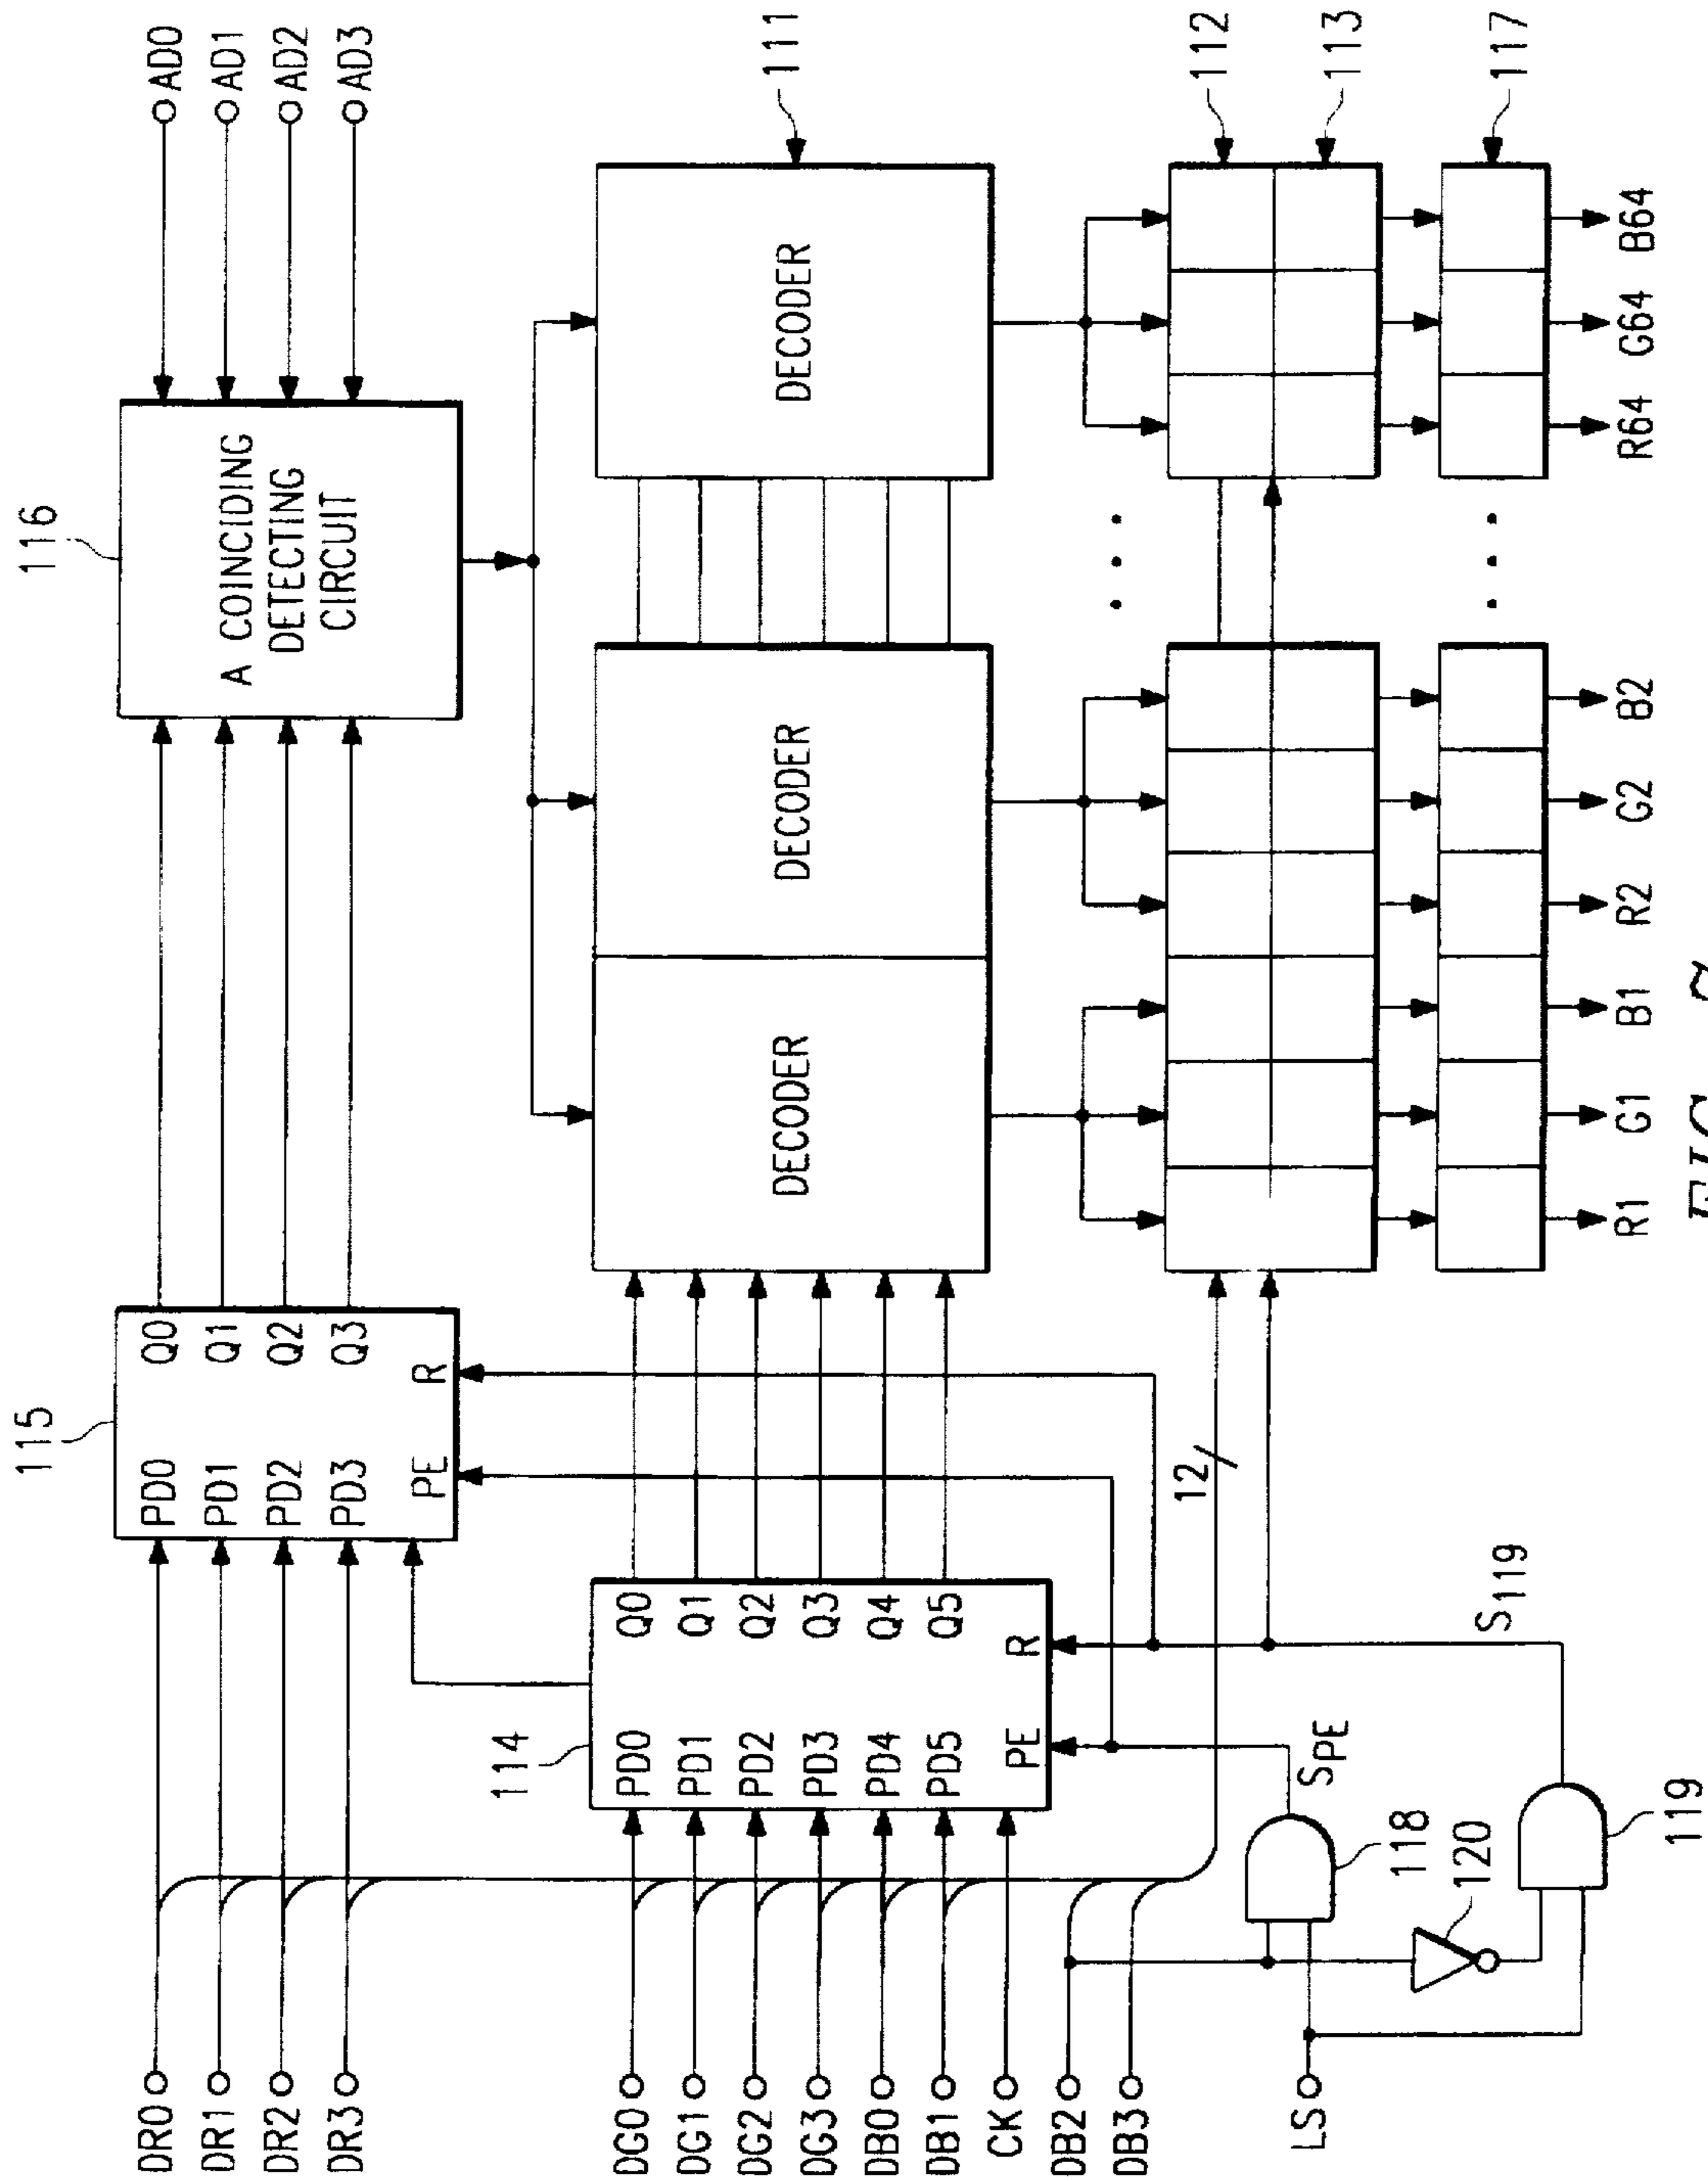 DR0
DR1
DR2
DR3
DG0
DG1
DG2
DG3
DB0
DB1
CK
DB2
DB3
LS
115
PD0 Q0
PD1 Q1
PD2 Q2
PD3 Q3
PE R
114
PD0 Q0
PD1 Q1
PD2 Q2
PD3 Q3
PD4 Q4
PD5 Q5
PE R
SPE
118
120
119
S119
12
116
A COINCIDING
DETECTING
CIRCUIT
AD0
AD1
AD2
AD3
DECODER
DECODER
DECODER
111
112
113
117
R1 G1 B1 R2 G2 B2 R64 G64 B64